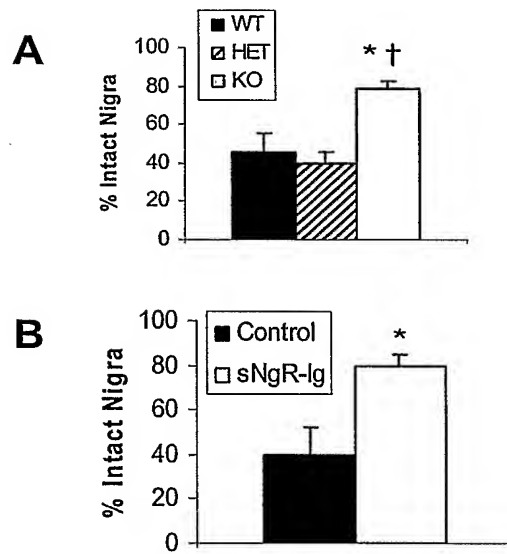 A
WT
HET
KO
* †
% Intact Nigra
100
80
60
40
20
0
B
Control
sNgR-Ig
*
% Intact Nigra
100
80
60
40
20
0